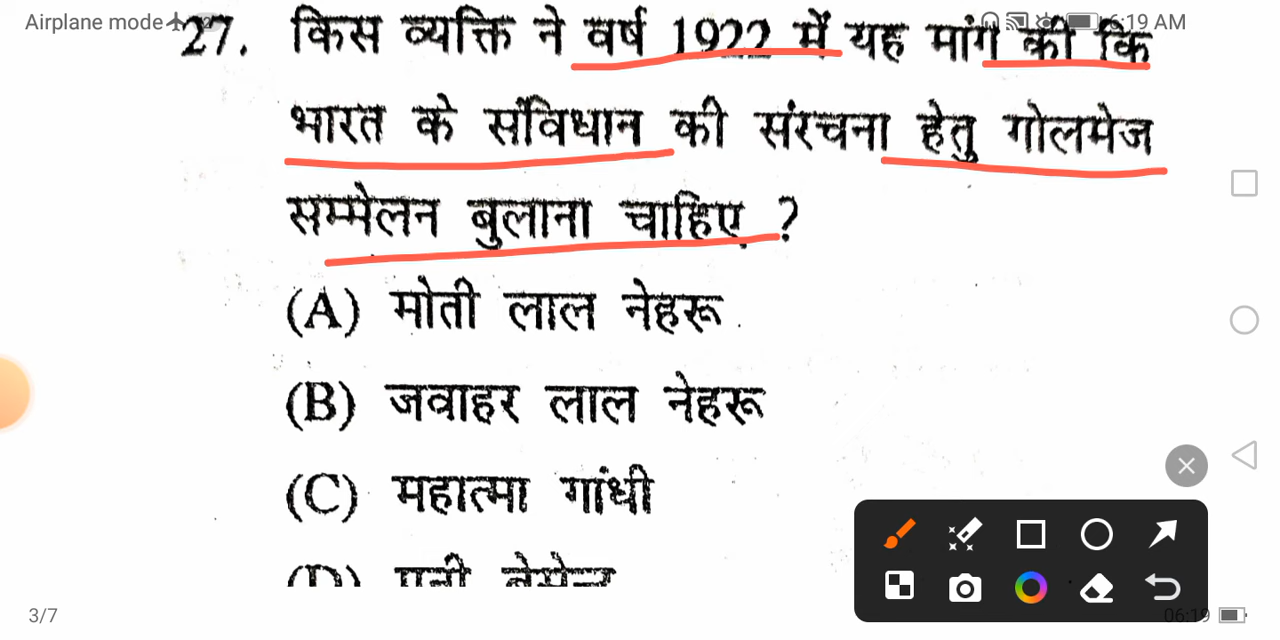 Airplane mode 6:19 AM
27. किस व्यक्ति ने वर्ष 1922 में यह मांग की कि
भारत के संविधान की संरचना हेतु गोलमेज
सम्मेलन बुलाना चाहिए ?
(A) मोती लाल नेहरू
(B) जवाहर लाल नेहरू
(C) महात्मा गांधी
(D)
3/7 06:19